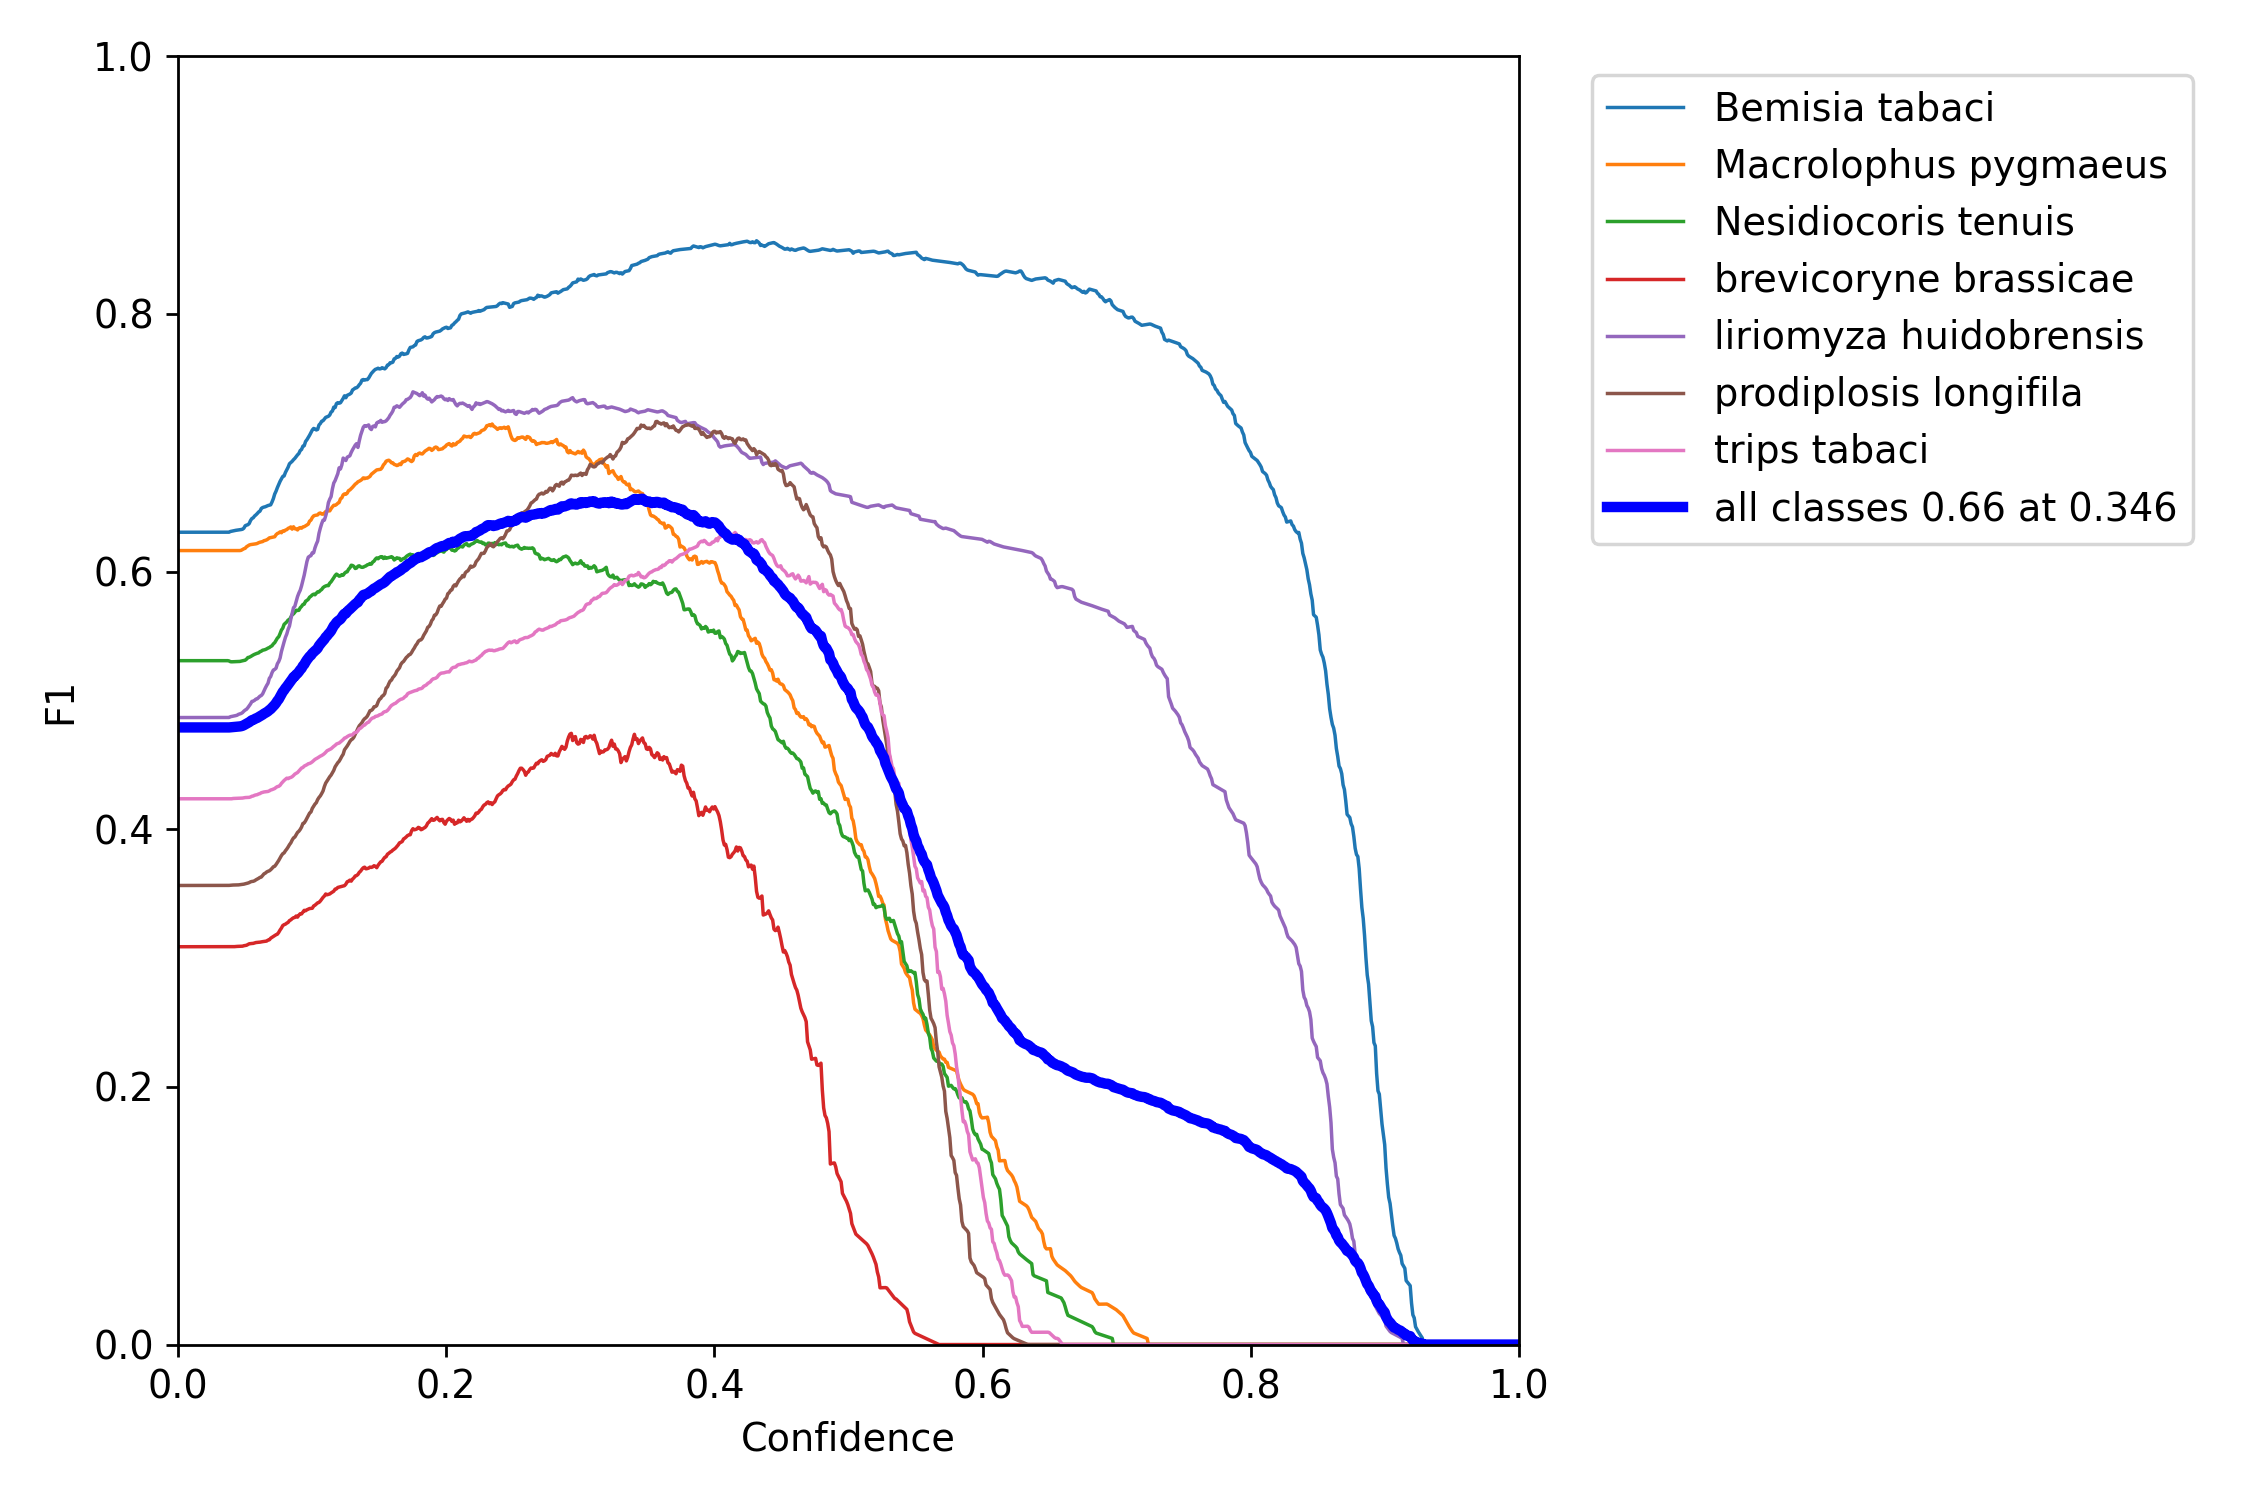 1.0
0.8
0.6
0.4
0.2
0.0
F1
0.0 0.2 0.4 0.6 0.8 1.0
Confidence
Bemisia tabaci
Macrolophus pygmaeus
Nesidiocoris tenuis
brevicoryne brassicae
liriomyza huidobrensis
prodiplosis longifila
trips tabaci
all classes 0.66 at 0.346